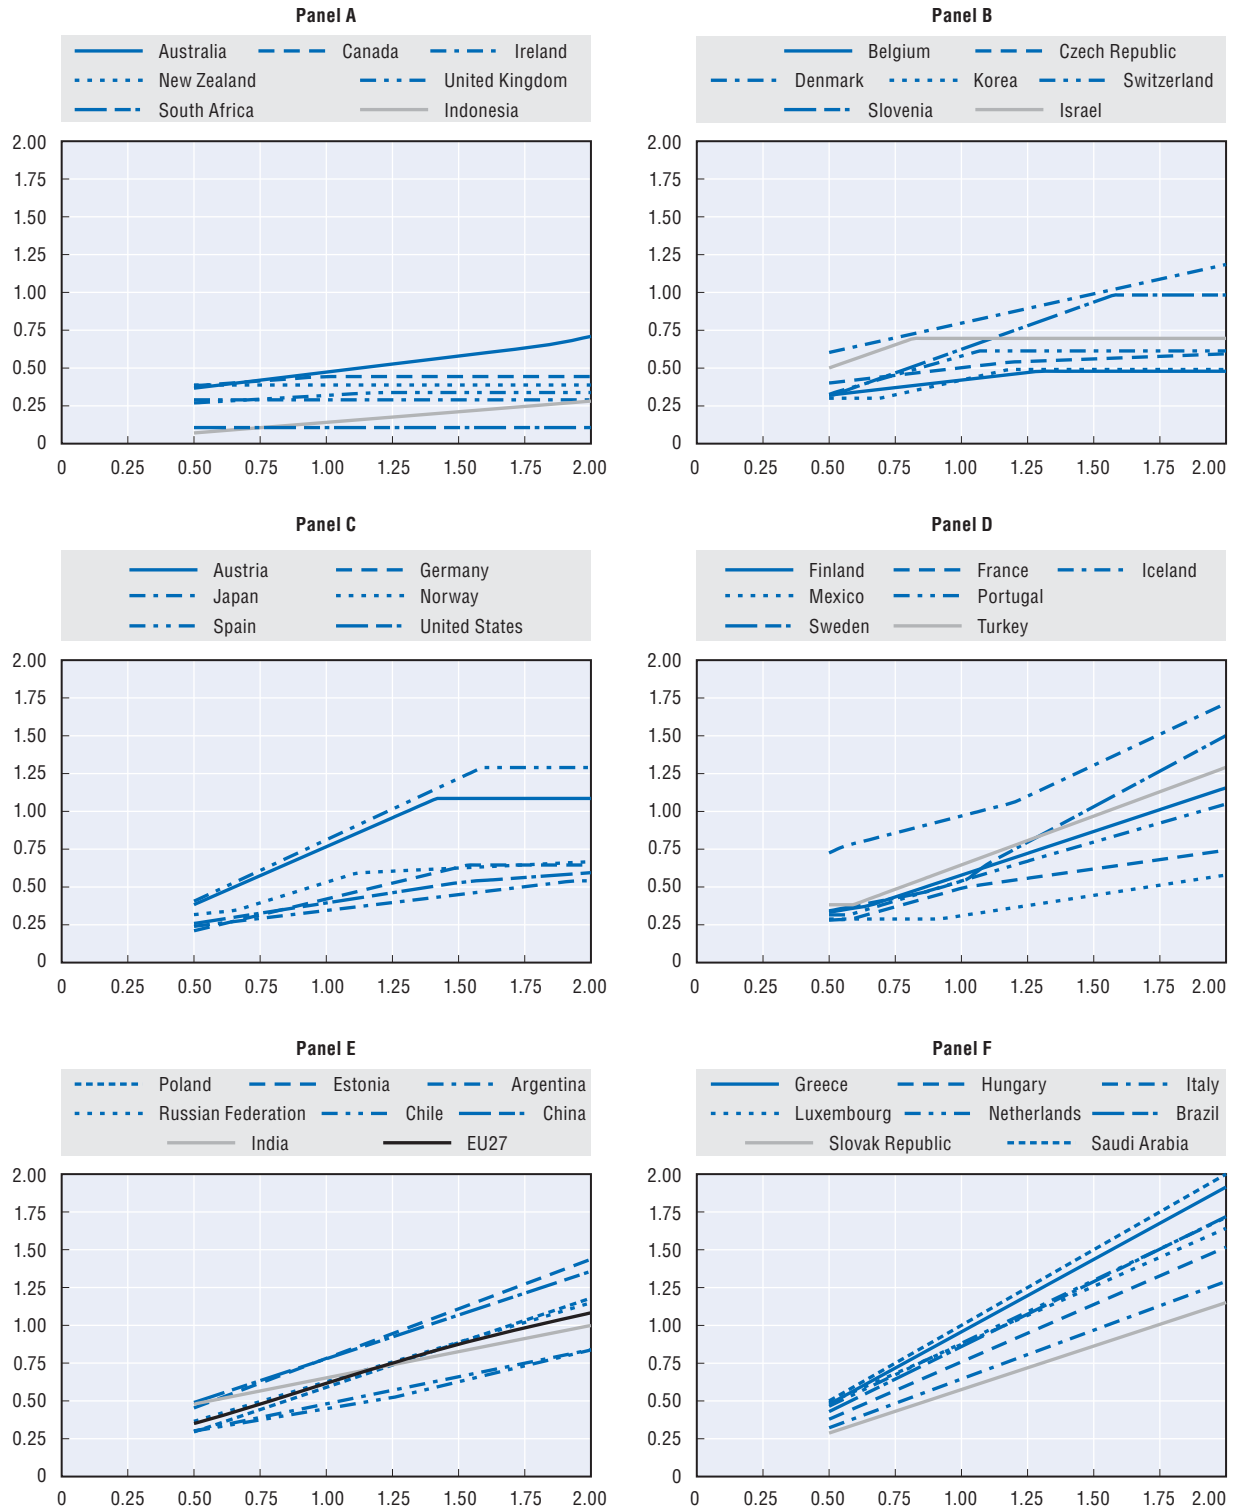 Panel A
Australia Canada Ireland
New Zealand United Kingdom
South Africa Indonesia
2.00
1.75
1.50
1.25
1.00
0.75
0.50
0.25
0
0 0.25 0.50 0.75 1.00 1.25 1.50 1.75 2.00
Panel B
Belgium Czech Republic
Denmark Korea Switzerland
Slovenia Israel
2.00
1.75
1.50
1.25
1.00
0.75
0.50
0.25
0
0 0.25 0.50 0.75 1.00 1.25 1.50 1.75 2.00
Panel C
Austria Germany
Japan Norway
Spain United States
2.00
1.75
1.50
1.25
1.00
0.75
0.50
0.25
0
0 0.25 0.50 0.75 1.00 1.25 1.50 1.75 2.00
Panel D
Finland France Iceland
Mexico Portugal
Sweden Turkey
2.00
1.75
1.50
1.25
1.00
0.75
0.50
0.25
0
0 0.25 0.50 0.75 1.00 1.25 1.50 1.75 2.00
Panel E
Poland Estonia Argentina
Russian Federation Chile China
India EU27
2.00
1.75
1.50
1.25
1.00
0.75
0.50
0.25
0
0 0.25 0.50 0.75 1.00 1.25 1.50 1.75 2.00
Panel F
Greece Hungary Italy
Luxembourg Netherlands Brazil
Slovak Republic Saudi Arabia
2.00
1.75
1.50
1.25
1.00
0.75
0.50
0.25
0
0 0.25 0.50 0.75 1.00 1.25 1.50 1.75 2.00